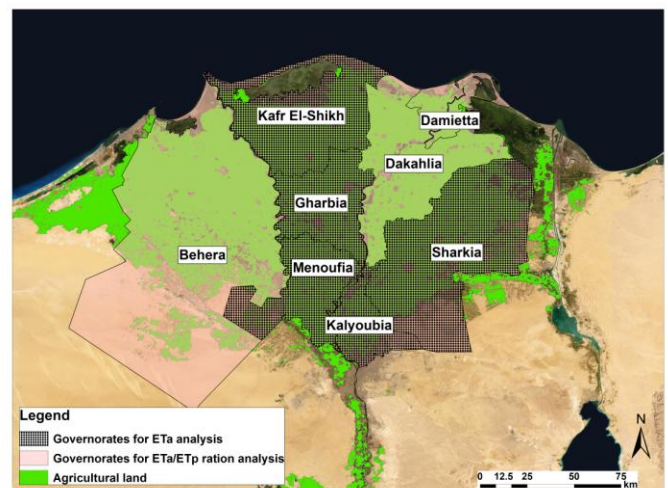 Kafr El-Shikh
Damietta
Dakahlia
Gharbia
Behera
Sharkia
Menoufia
Kalyoubia
Legend
Governorates for ETa analysis
Governorates for ETa/ETp ration analysis
Agricultural land
N
0 12.5 25 50 75
km